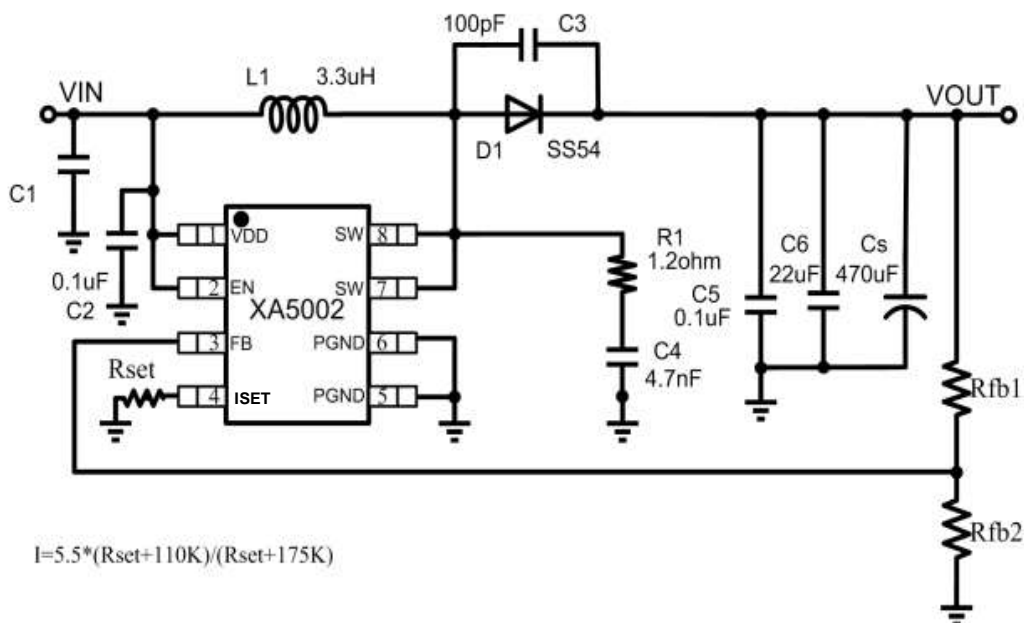 100pF
C3
VIN
L1
3.3uH
VOUT
D1
SS54
C1
0.1uF
C2
1
VDD
SW
8
2
EN
SW
7
XA5002
3
FB
PGND
6
Rset
4
ISET
PGND
5
R1
1.2ohm
C4
4.7nF
C5
0.1uF
C6
22uF
Cs
470uF
Rfb1
Rfb2
I=5.5*(Rset+110K)/(Rset+175K)